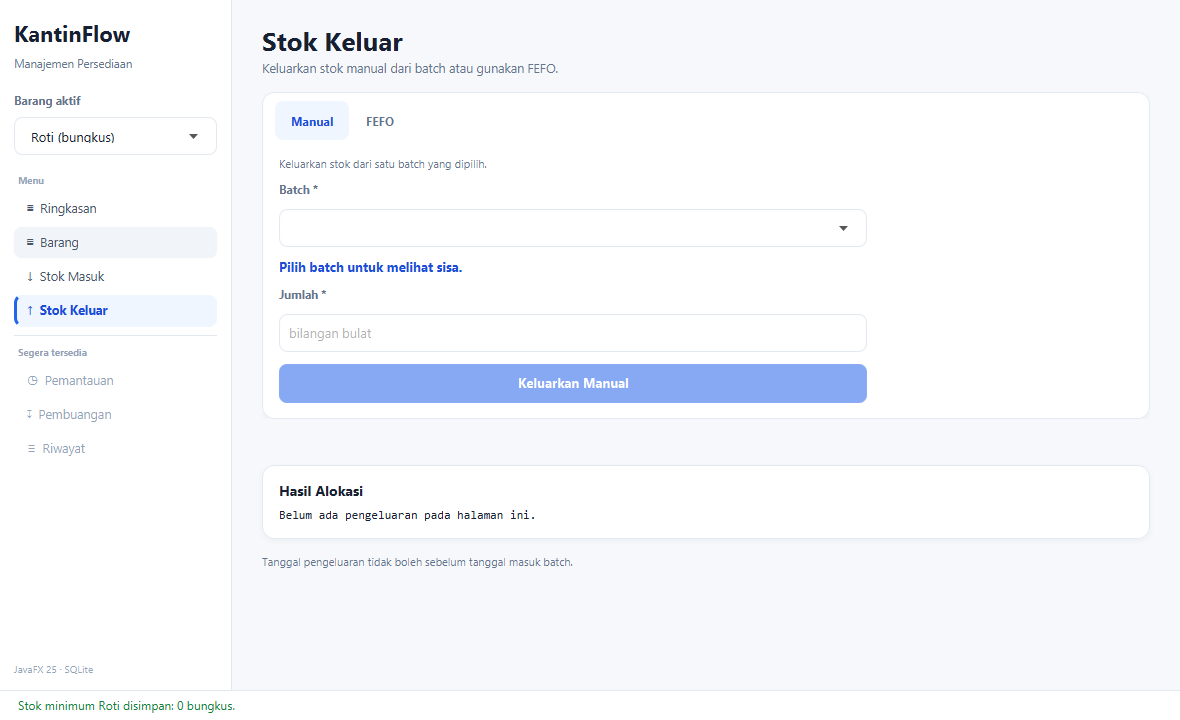 KantinFlow
Manajemen Persediaan
Barang aktif
Roti (bungkus)
Menu
Ringkasan
Barang
Stok Masuk
Stok Keluar
Segera tersedia
Pemantauan
Pembuangan
Riwayat
JavaFX 25 · SQLite
Stok Keluar
Keluarkan stok manual dari batch atau gunakan FEFO.
Manual FEFO
Keluarkan stok dari satu batch yang dipilih.
Batch *
Pilih batch untuk melihat sisa.
Jumlah *
bilangan bulat
Keluarkan Manual
Hasil Alokasi
Belum ada pengeluaran pada halaman ini.
Tanggal pengeluaran tidak boleh sebelum tanggal masuk batch.
Stok minimum Roti disimpan: 0 bungkus.